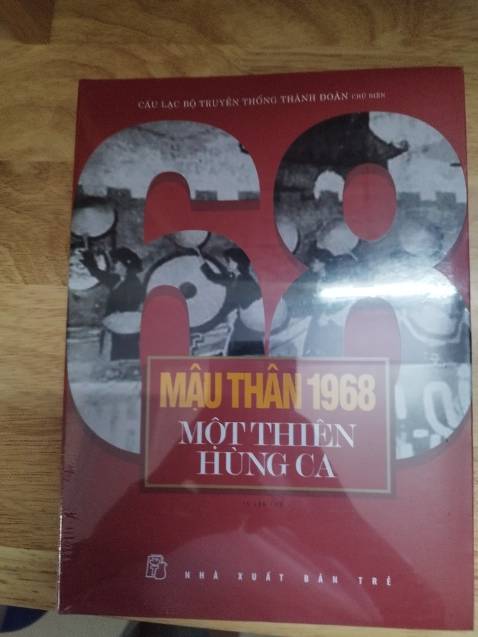 CÂU LẠC BỘ TRUYỀN THỐNG THÀNH ĐOÀN CHỦ BIÊN
68
MẬU THÂN 1968
MỘT THIÊN
HÙNG CA
NHÀ XUẤT BẢN TRẺ